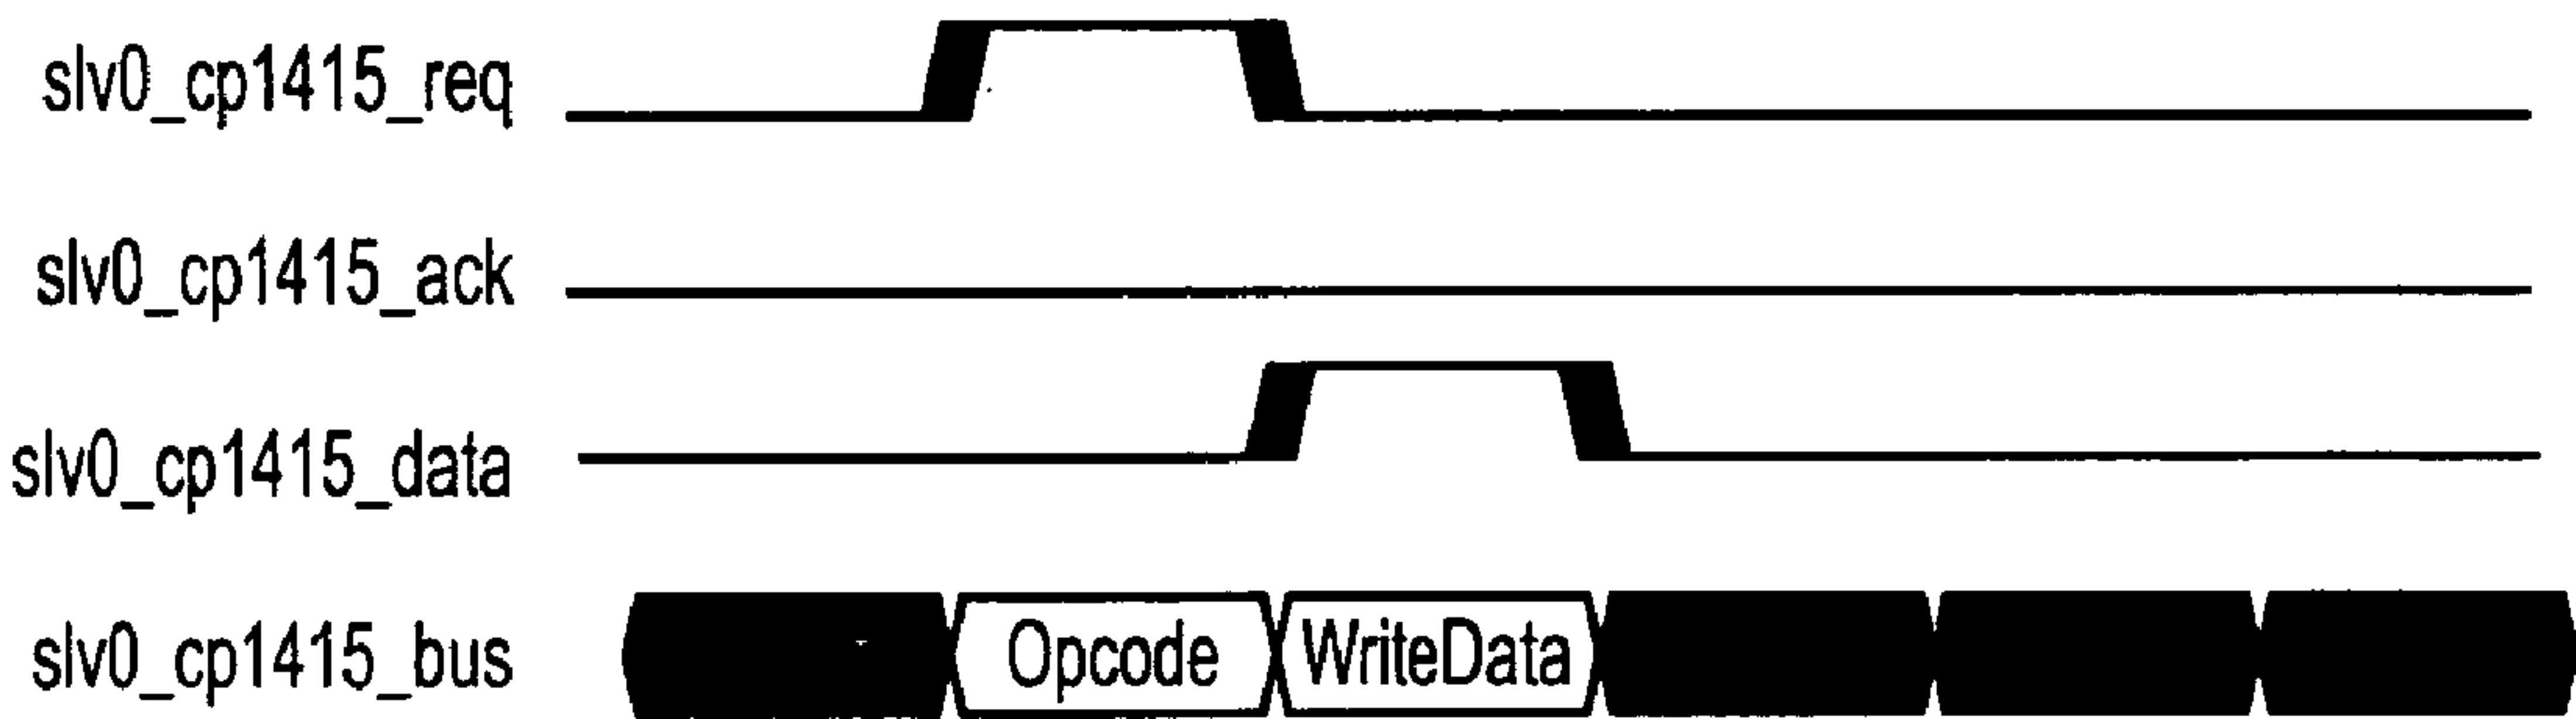 slv0_cp1415_req
slv0_cp1415_ack
slv0_cp1415_data
slv0_cp1415_bus Opcode WriteData